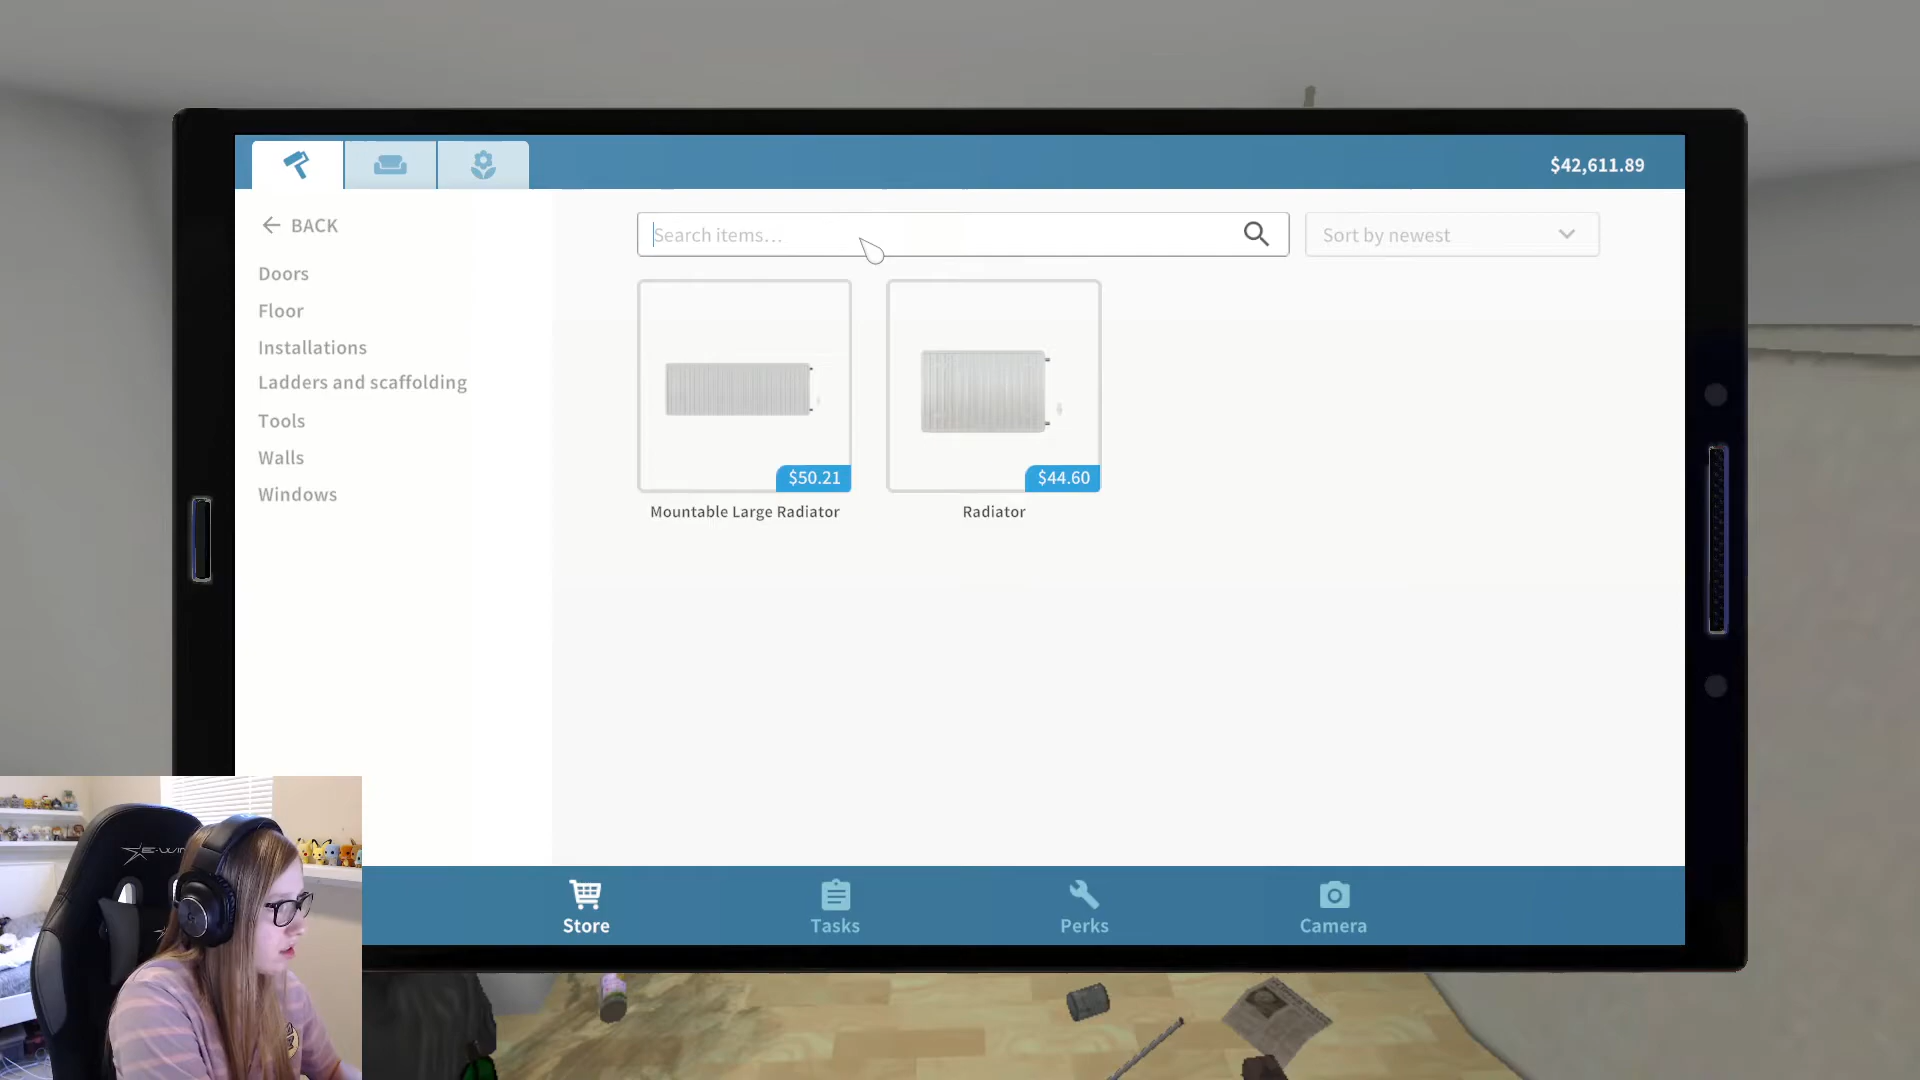 $42,611.89
BACK
Search items...
Sort by newest
Doors
Floor
Installations
Ladders and scaffolding
Tools
Walls
Windows
$50.21
$44.60
Mountable Large Radiator
Radiator
E-WIN
Store
Tasks
Perks
Camera